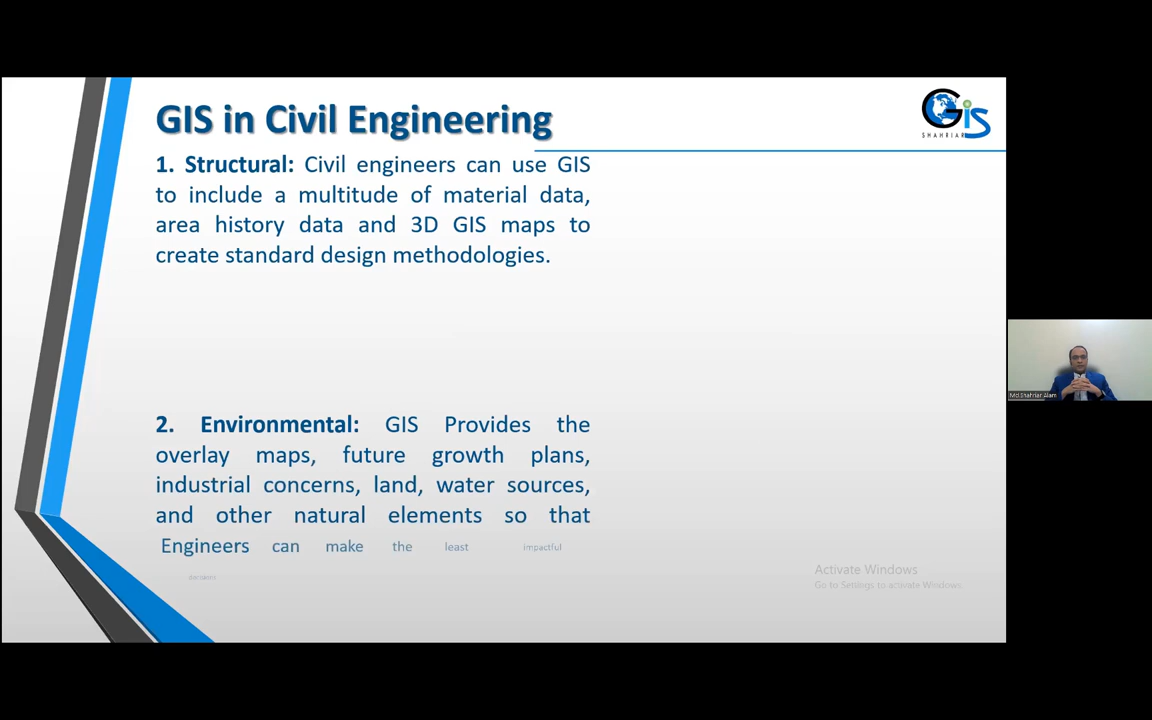 GIS in Civil Engineering
GiS
SHAHRIAR
1. Structural: Civil engineers can use GIS
to include a multitude of material data,
area history data and 3D GIS maps to
create standard design methodologies.
2. Environmental: GIS Provides the
overlay maps, future growth plans,
industrial concerns, land, water sources,
and other natural elements so that
Engineers can make the least impactful
Activate Windows
Go to Settings to activate Windows.
Md Shahriar Alam